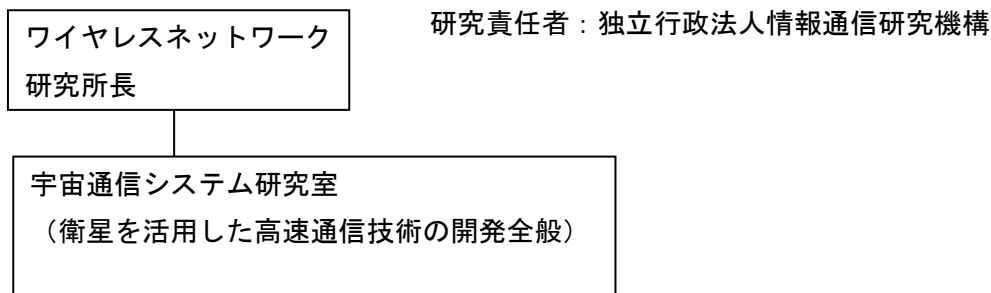 研究責任者：独立行政法人情報通信研究機構
ワイヤレスネットワーク
研究所長
宇宙通信システム研究室
（衛星を活用した高速通信技術の開発全般）